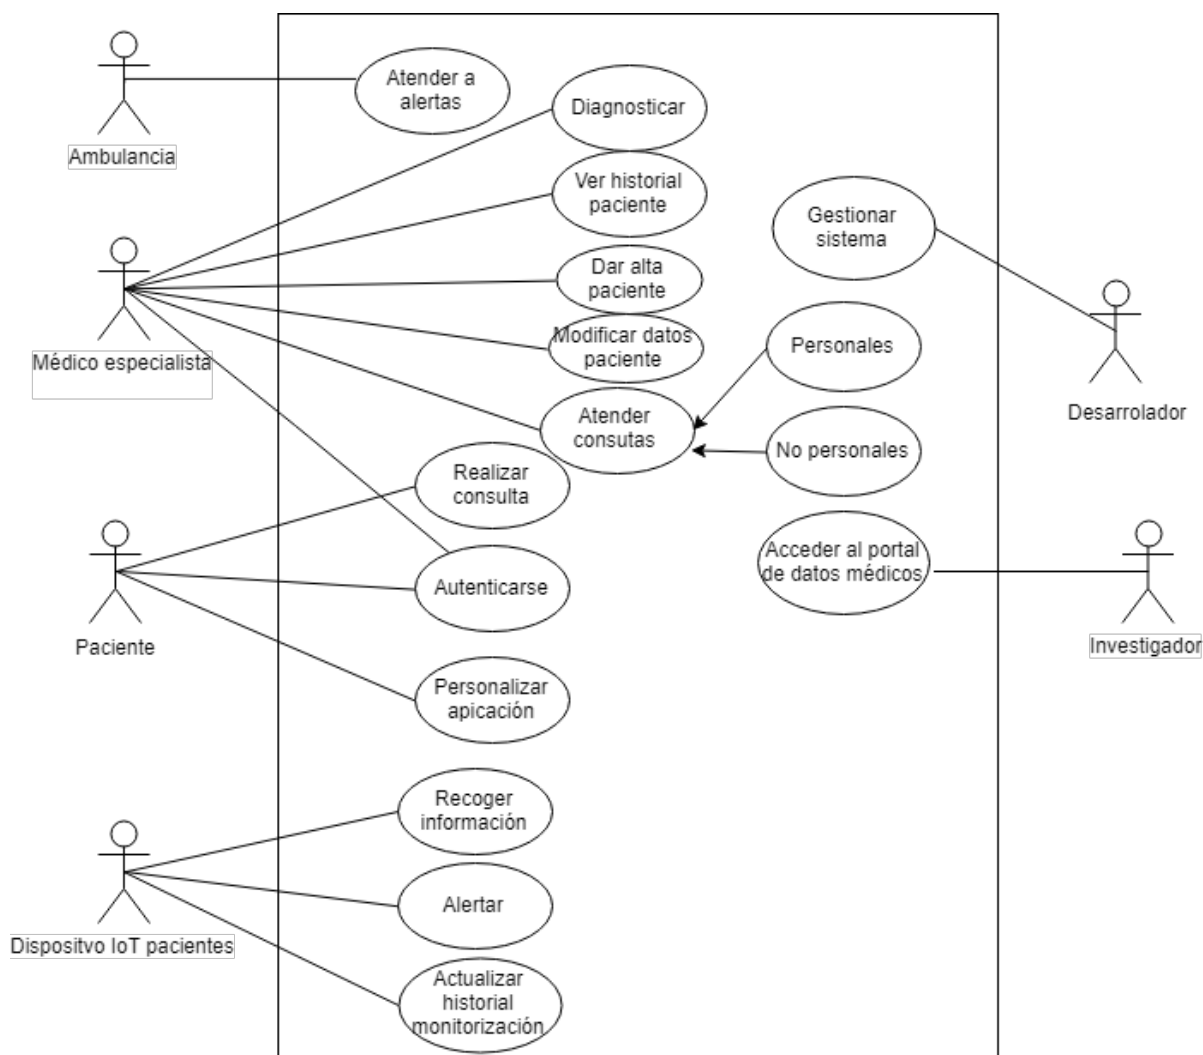 Atender a
alertas
Ambulancia
Diagnosticar
Ver historial
paciente
Gestionar
sistema
Dar alta
paciente
Médico especialista
Modificar datos
paciente
Personales
Desarrolador
Atender
consutas
No personales
Realizar
consulta
Acceder al portal
de datos médicos
Autenticarse
Paciente
Investigador
Personalizar
apicación
Recoger
información
Alertar
Dispositvo IoT pacientes
Actualizar
historial
monitorización